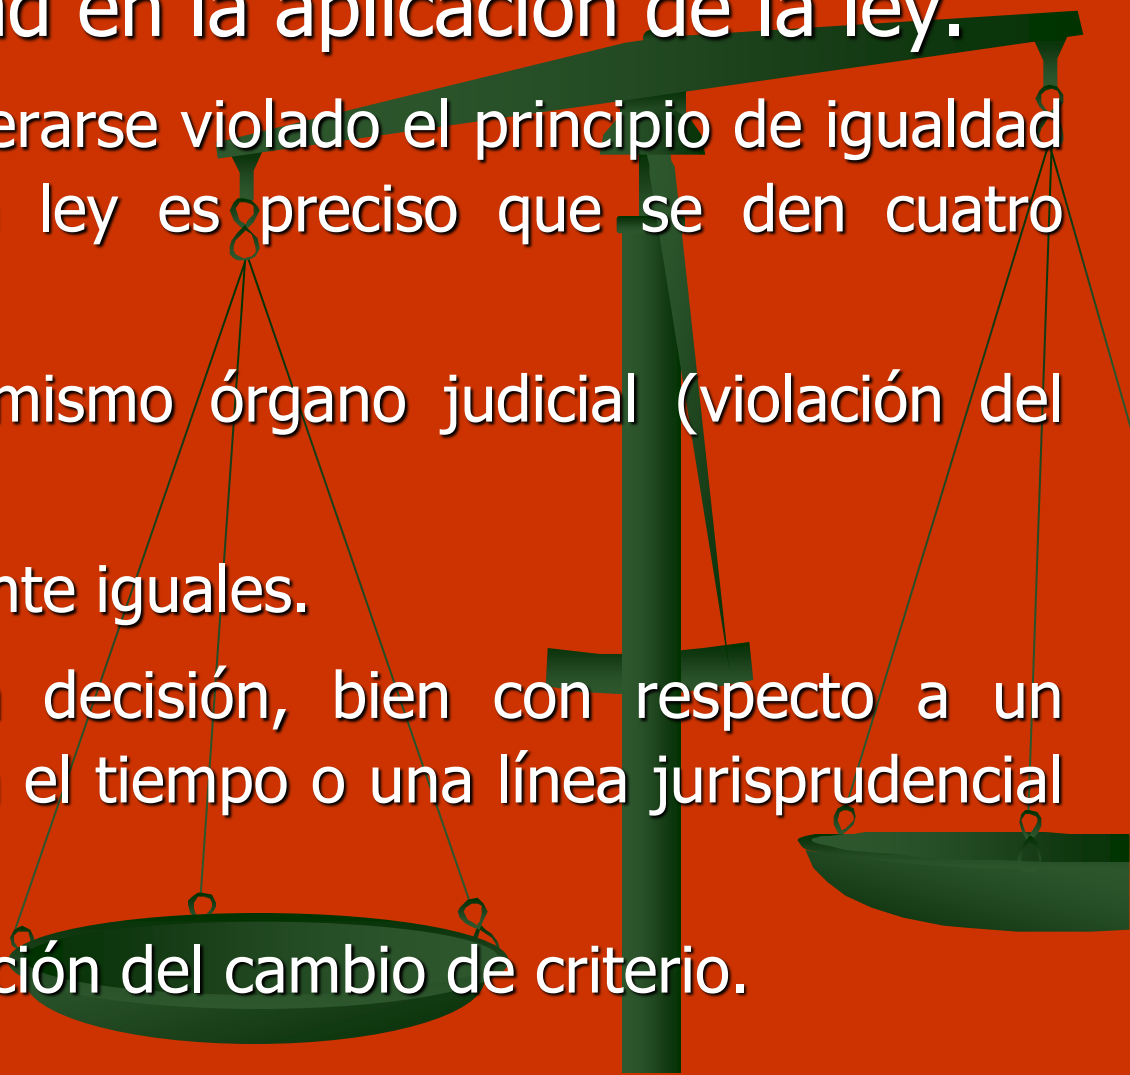 ad en la aplicación de la ley.
erarse violado el principio de igualdad
ley es preciso que se den cuatro
mismo órgano judicial (violación del
nte iguales.
decisión, bien con respecto a un
el tiempo o una línea jurisprudencial
ción del cambio de criterio.